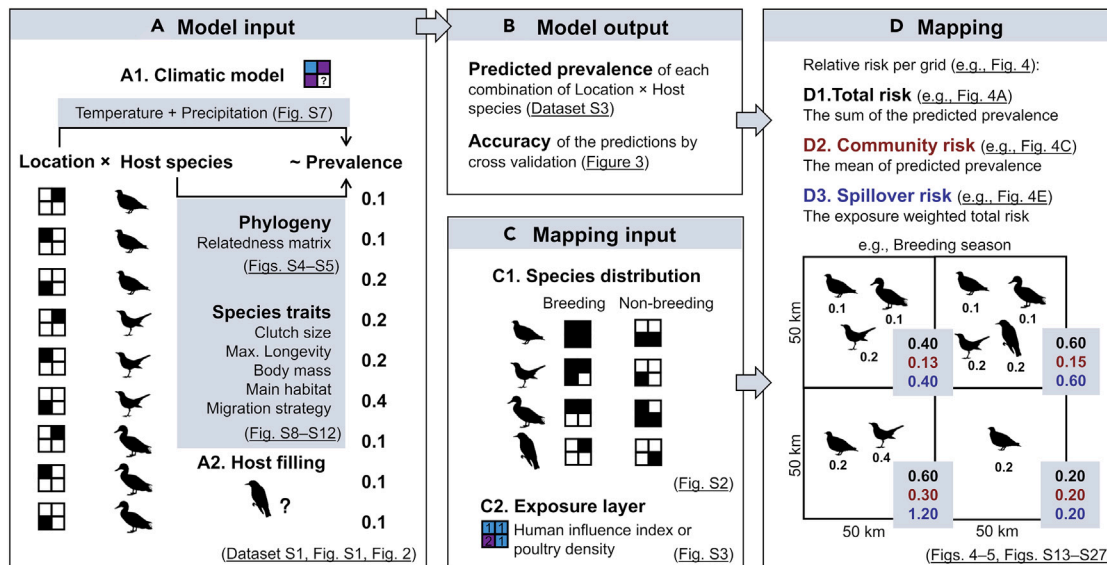 A Model input
A1. Climatic model
?
Temperature + Precipitation (Fig. S7)
Location × Host species ~ Prevalence
0.1
0.1
0.2
0.2
0.2
0.4
0.1
0.1
0.1
Phylogeny
Relatedness matrix
(Figs. S4–S5)
Species traits
Clutch size
Max. Longevity
Body mass
Main habitat
Migration strategy
(Fig. S8–S12)
A2. Host filling
?
(Dataset S1, Fig. S1, Fig. 2)
B Model output
Predicted prevalence of each
combination of Location × Host
species (Dataset S3)
Accuracy of the predictions by
cross validation (Figure 3)
C Mapping input
C1. Species distribution
Breeding Non-breeding
(Fig. S2)
C2. Exposure layer
1 1
2 1
Human influence index or
poultry density
(Fig. S3)
D Mapping
Relative risk per grid (e.g., Fig. 4):
D1.Total risk (e.g., Fig. 4A)
The sum of the predicted prevalence
D2. Community risk (e.g., Fig. 4C)
The mean of predicted prevalence
D3. Spillover risk (e.g., Fig. 4E)
The exposure weighted total risk
e.g., Breeding season
50 km
0.1 0.1
0.2
0.40
0.13
0.40
0.1 0.1
0.2 0.2
0.60
0.15
0.60
50 km
0.2 0.4
0.60
0.30
1.20
0.2
0.20
0.20
0.20
50 km 50 km
(Figs. 4–5, Figs. S13–S27